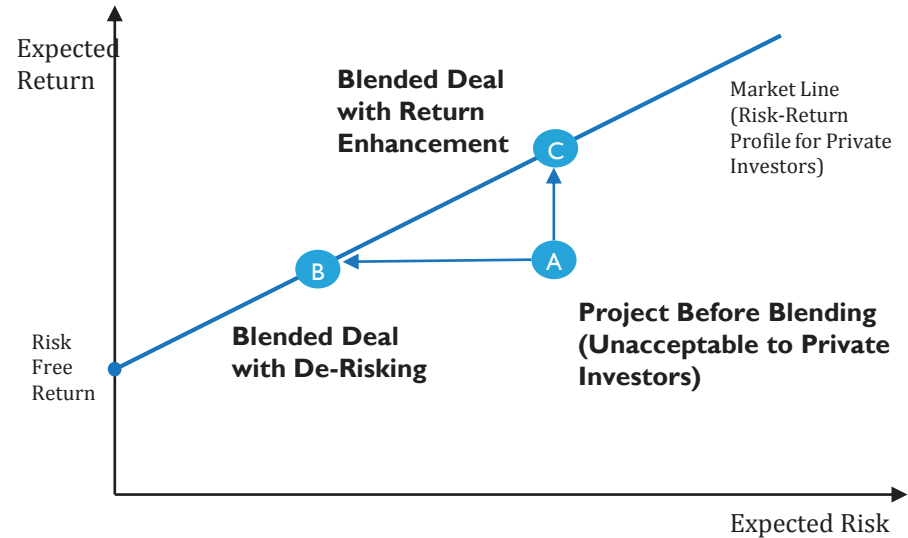 Expected
Return
Blended Deal
with Return
Enhancement
Market Line
(Risk-Return
Profile for Private
Investors)
C
B
A
Project Before Blending
(Unacceptable to Private
Investors)
Blended Deal
with De-Risking
Risk
Free
Return
Expected Risk